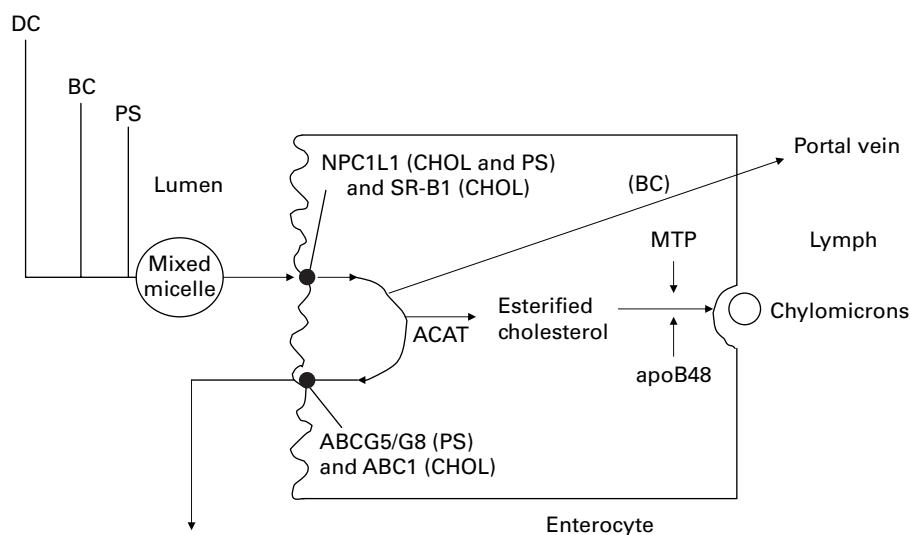 DC
BC
PS
Lumen
Mixed
micelle
NPC1L1 (CHOL and PS)
and SR-B1 (CHOL)
Portal vein
(BC)
MTP
Lymph
Esterified
cholesterol
ACAT
Chylomicrons
apoB48
ABCG5/G8 (PS)
and ABC1 (CHOL)
Enterocyte